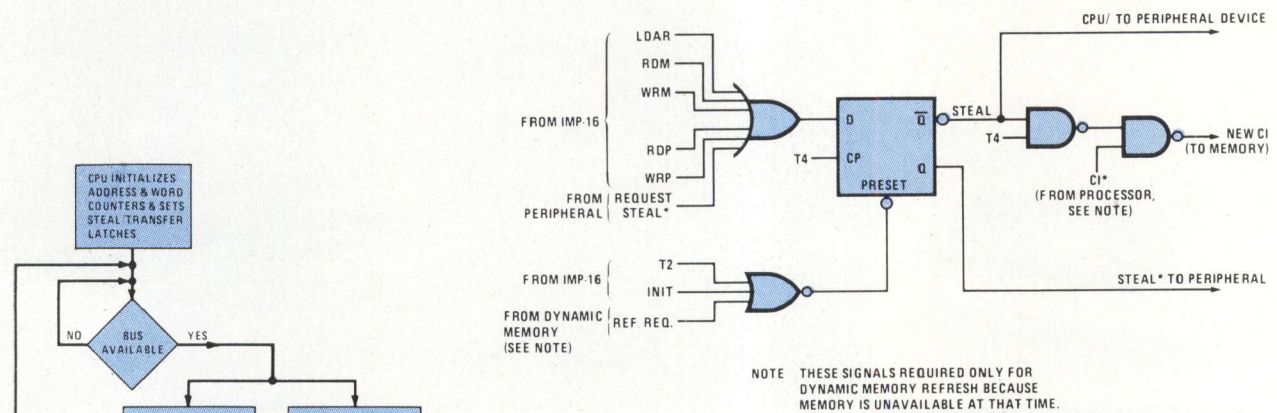 CPU INITIALIZES
ADDRESS & WORD
COUNTERS & SETS
STEAL/TRANSFER
LATCHES
NO
BUS
AVAILABLE
YES
FROM IMP-16
LDAR
RDM
WRM
RDP
WRP
FROM
PERIPHERAL
REQUEST
STEAL*
FROM IMP-16
T2
INIT
FROM DYNAMIC
MEMORY
(SEE NOTE)
REF. REQ.
D
Q
T4
CP
Q
PRESET
STEAL
CPU/ TO PERIPHERAL DEVICE
T4
NEW CI
(TO MEMORY)
CI*
(FROM PROCESSOR,
SEE NOTE)
STEAL* TO PERIPHERAL
NOTE THESE SIGNALS REQUIRED ONLY FOR
DYNAMIC MEMORY REFRESH BECAUSE
MEMORY IS UNAVAILABLE AT THAT TIME.